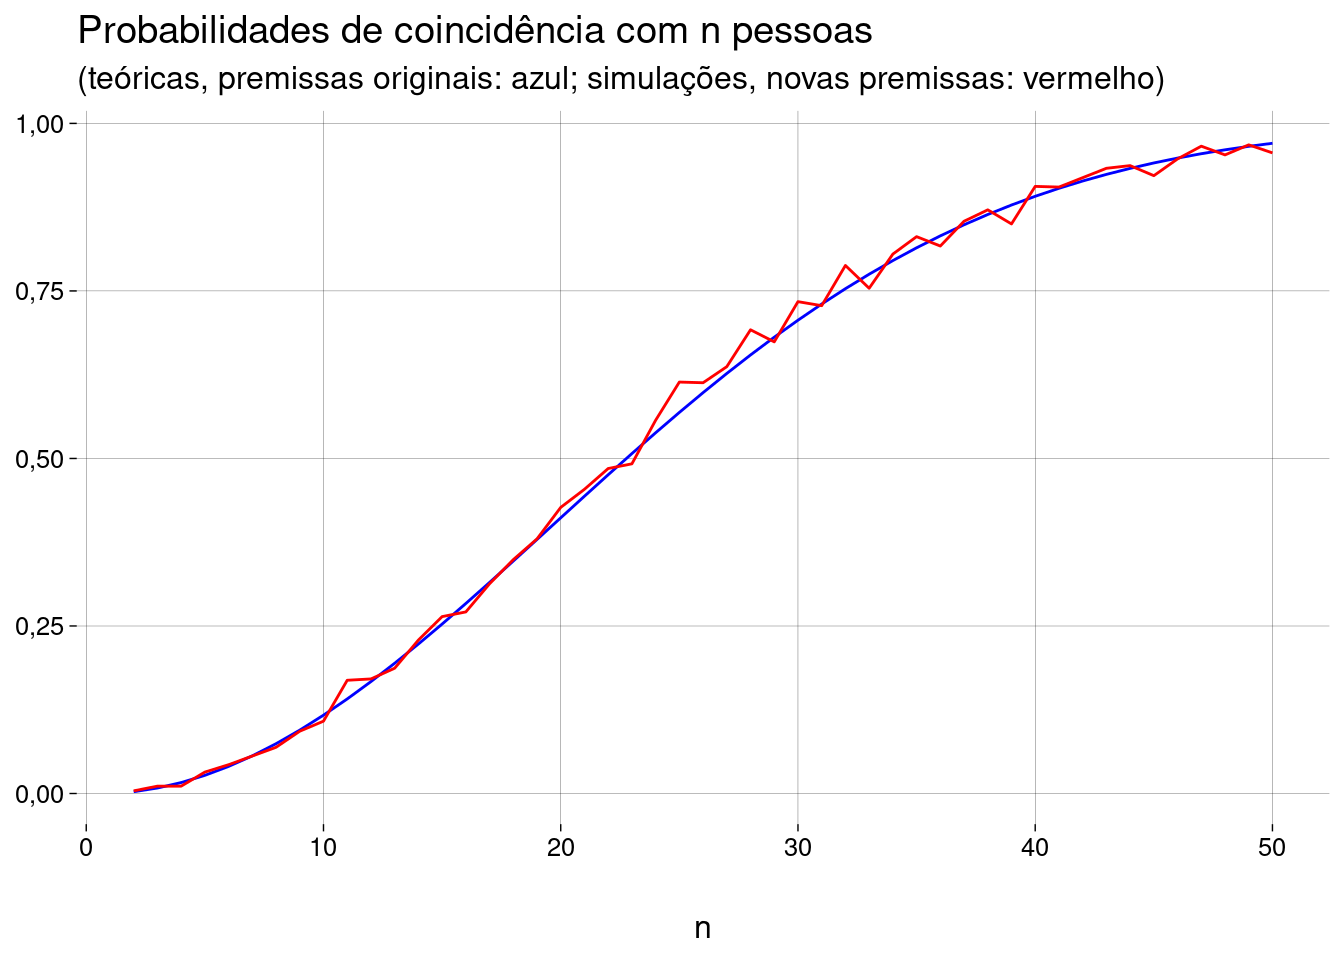 Probabilidades de coincidência com n pessoas
(teóricas, premissas originais: azul; simulações, novas premissas: vermelho)
1,00
0,75
0,50
0,25
0,00
0 10 20 30 40 50
n